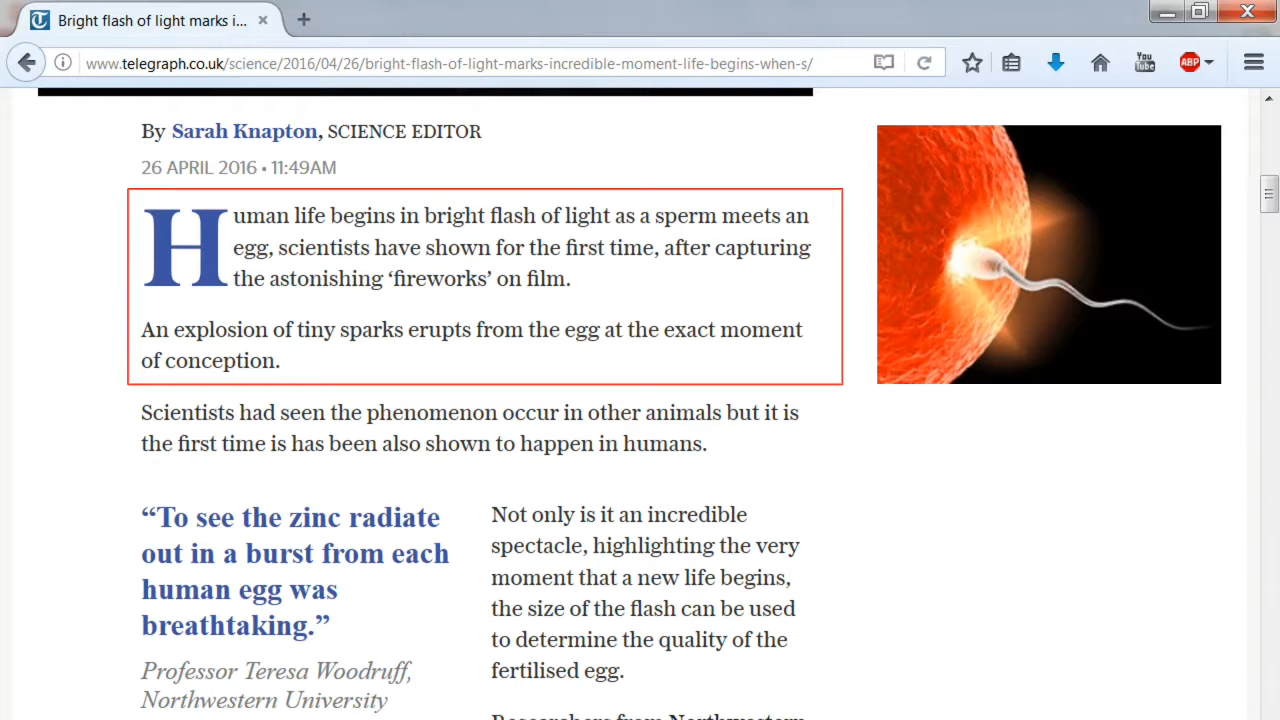 Bright flash of light marks i...
www.telegraph.co.uk/science/2016/04/26/bright-flash-of-light-marks-incredible-moment-life-begins-when-s/
You
Tube
ABP
By Sarah Knapton, SCIENCE EDITOR
26 APRIL 2016 • 11:49AM
Human life begins in bright flash of light as a sperm meets an
egg, scientists have shown for the first time, after capturing
the astonishing ‘fireworks’ on film.
An explosion of tiny sparks erupts from the egg at the exact moment
of conception.
Scientists had seen the phenomenon occur in other animals but it is
the first time is has been also shown to happen in humans.
“To see the zinc radiate
out in a burst from each
human egg was
breathtaking.”
Professor Teresa Woodruff,
Northwestern University
Not only is it an incredible
spectacle, highlighting the very
moment that a new life begins,
the size of the flash can be used
to determine the quality of the
fertilised egg.
Researchers from Northwestern